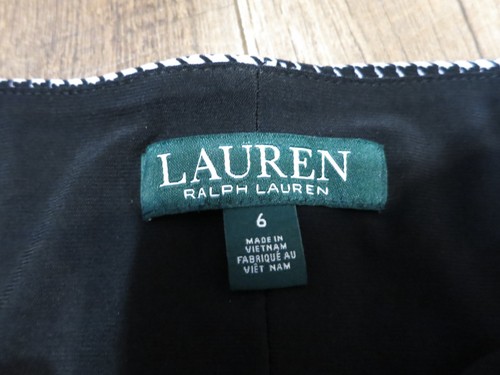 LAUREN
RALPH LAUREN
6
MADE IN
VIETNAM
FABRIQUÉ AU
VIÊT NAM